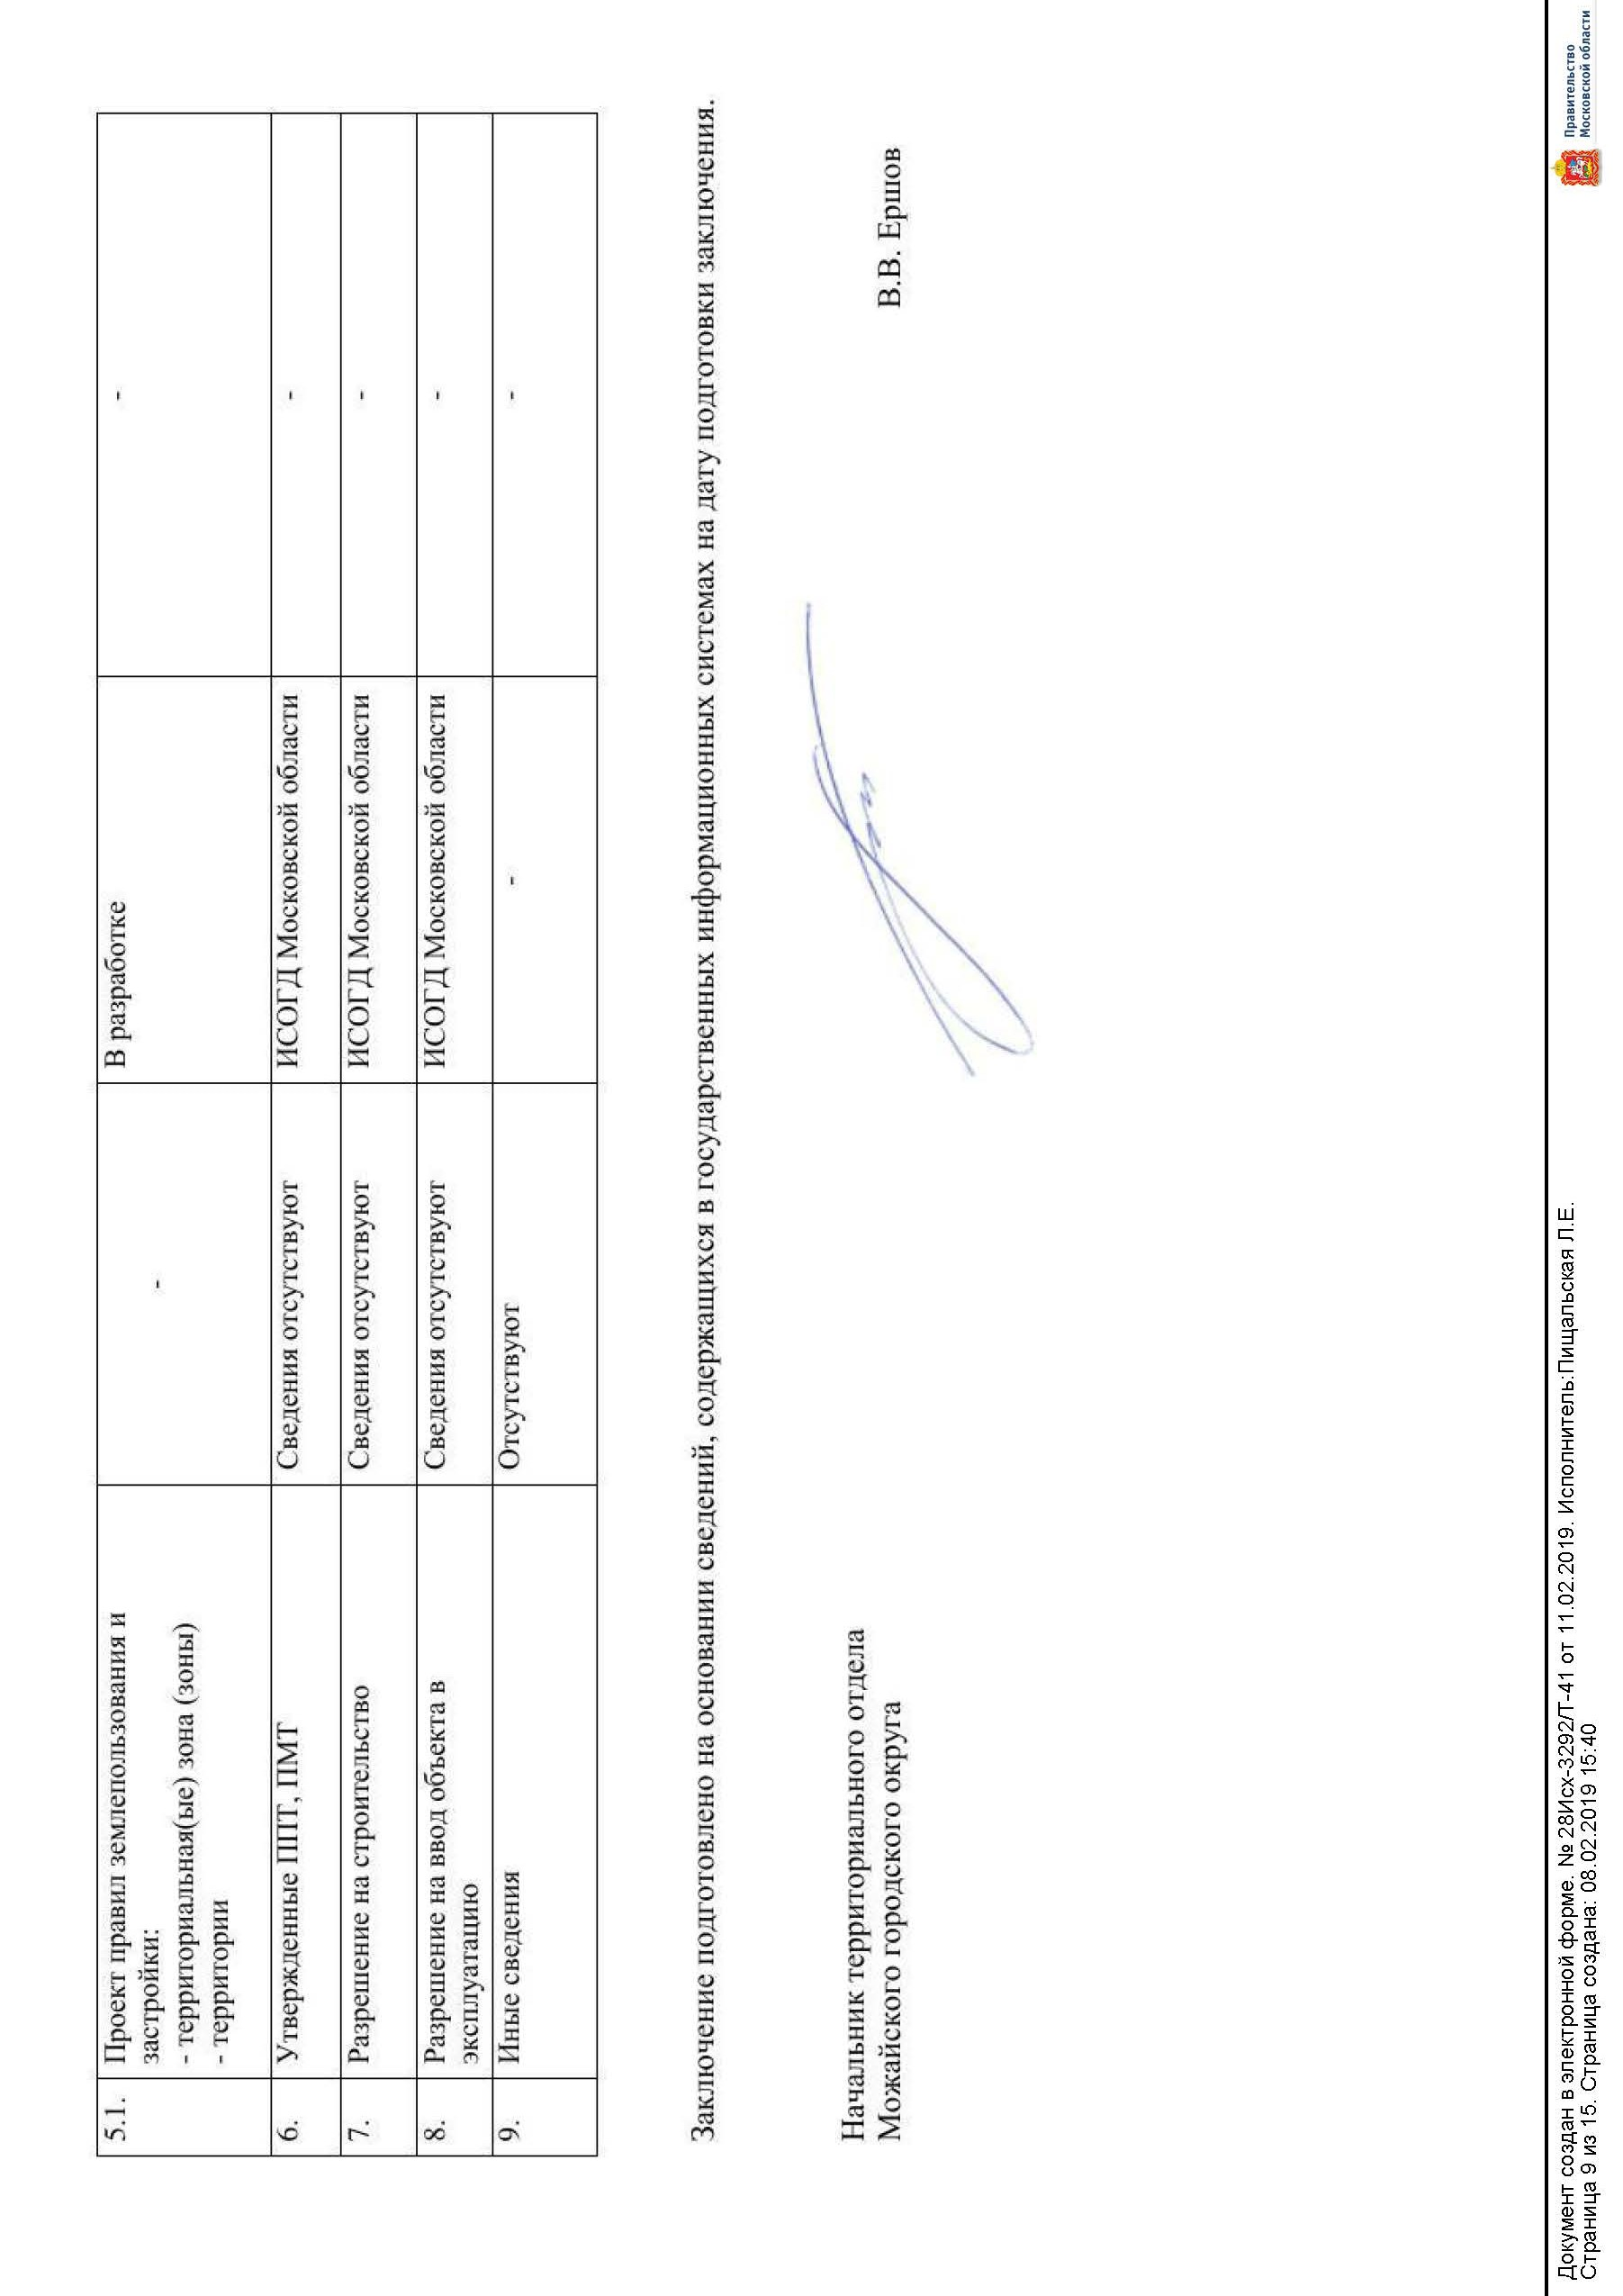 5.1. Проект правил землепользования и - В разработке -
застройки:
- территориальная(ые) зона (зоны)
- территории
6. Утвержденные ППТ, ПМТ Сведения отсутствуют ИСОГД Московской области -
7. Разрешение на строительство Сведения отсутствуют ИСОГД Московской области -
8. Разрешение на ввод объекта в Сведения отсутствуют ИСОГД Московской области -
эксплуатацию
9. Иные сведения Отсутствуют - -
Заключение подготовлено на основании сведений, содержащихся в государственных информационных системах на дату подготовки заключения.
Начальник территориального отдела
Можайского городского округа В.В. Ершов
Документ создан в электронной форме. № 28Исх-3292/Т-41 от 11.02.2019. Исполнитель:Пищальская Л.Е.
Страница 9 из 15. Страница создана: 08.02.2019 15:40
Правительство
Московской области